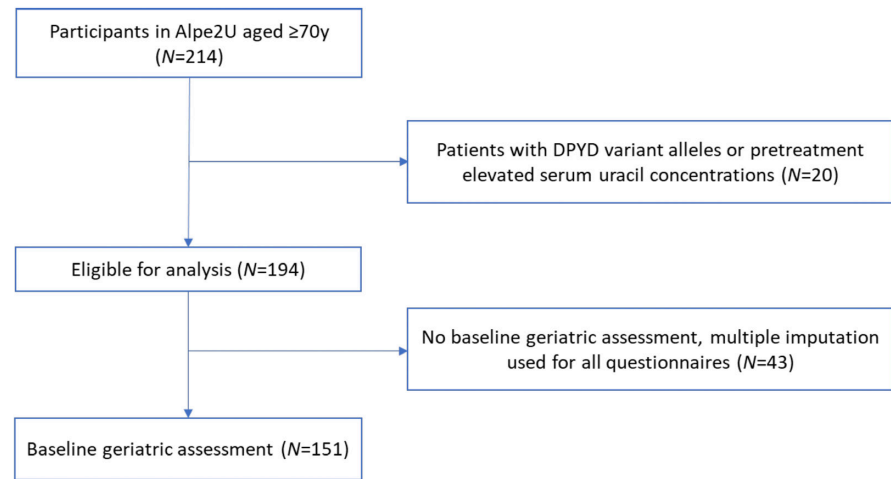 Participants in Alpe2U aged ≥70y
(N=214)
Patients with DPYD variant alleles or pretreatment
elevated serum uracil concentrations (N=20)
Eligible for analysis (N=194)
No baseline geriatric assessment, multiple imputation
used for all questionnaires (N=43)
Baseline geriatric assessment (N=151)